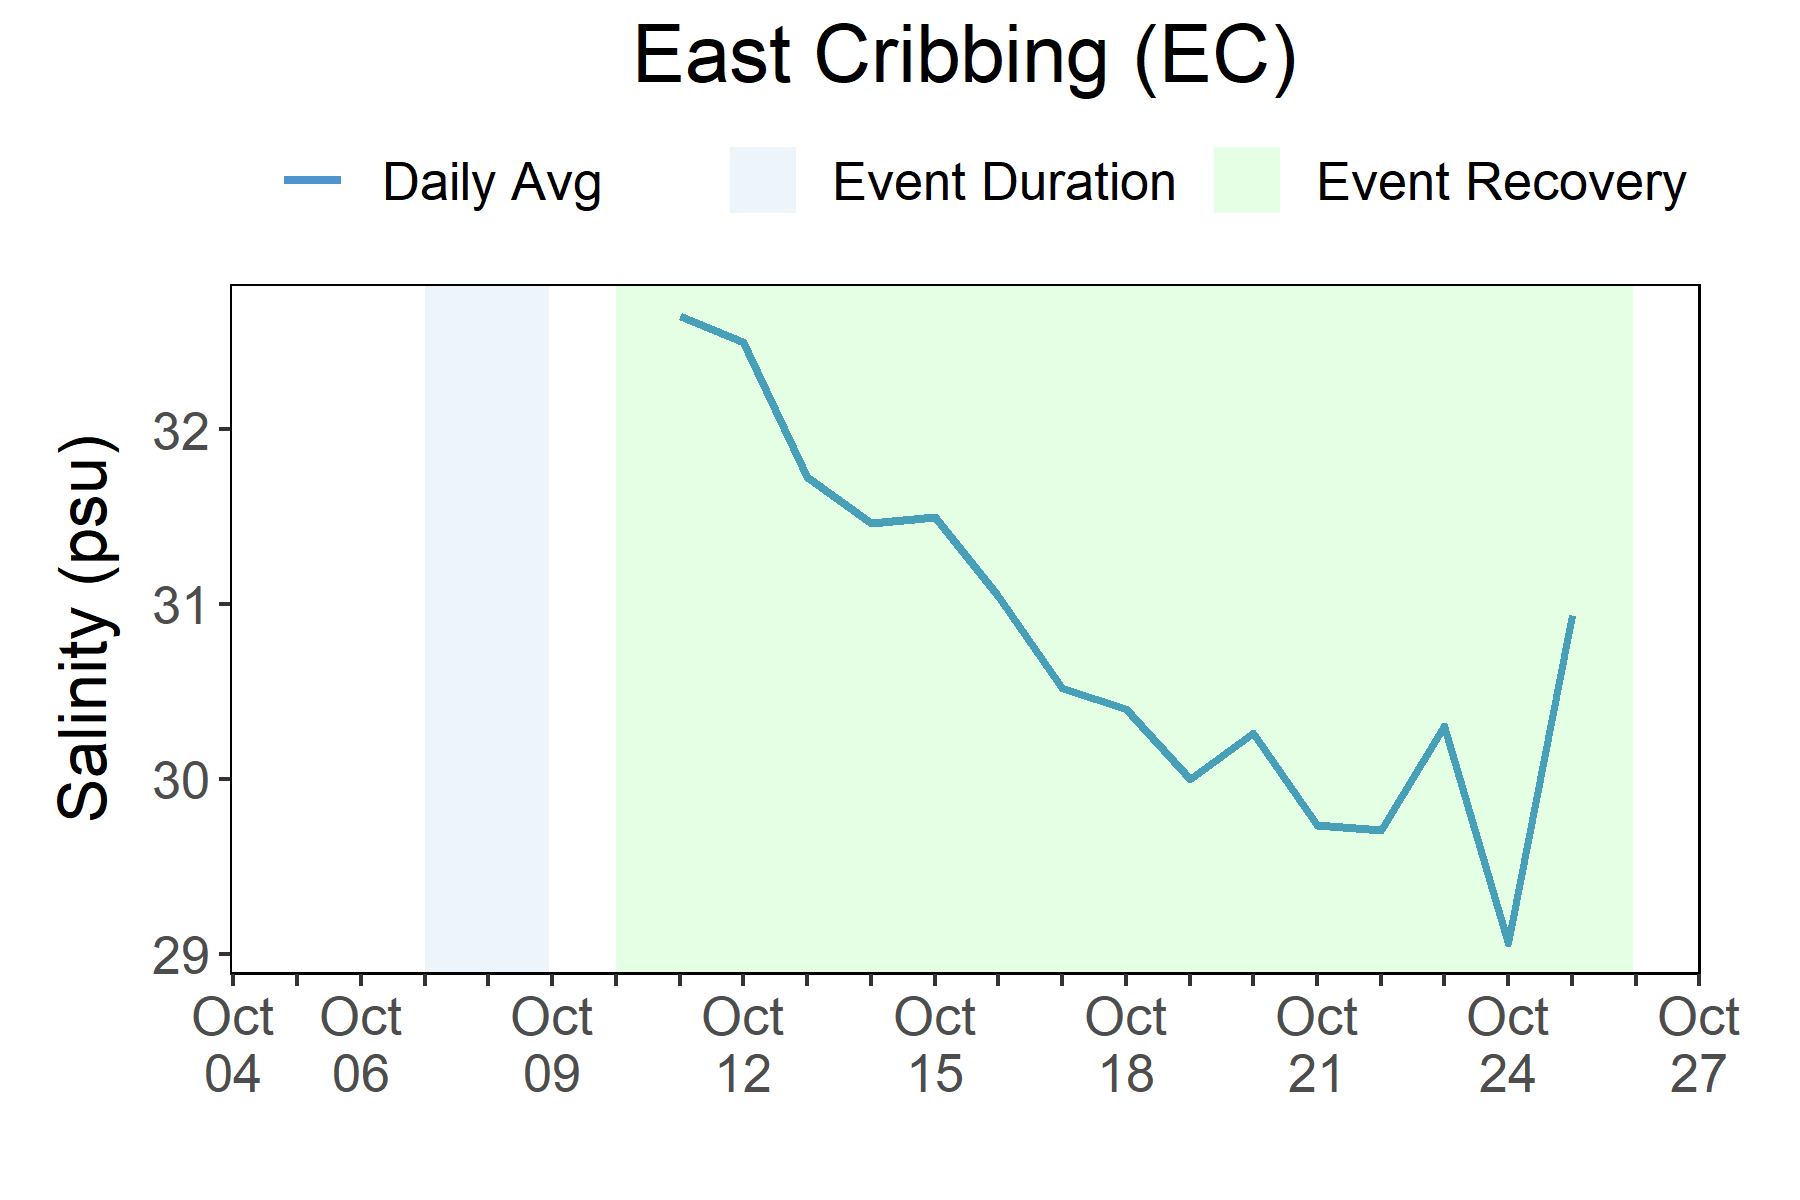 East Cribbing (EC)
Daily Avg Event Duration Event Recovery
Salinity (psu)
32
31
30
29
Oct Oct Oct Oct Oct Oct Oct Oct Oct
04 06 09 12 15 18 21 24 27